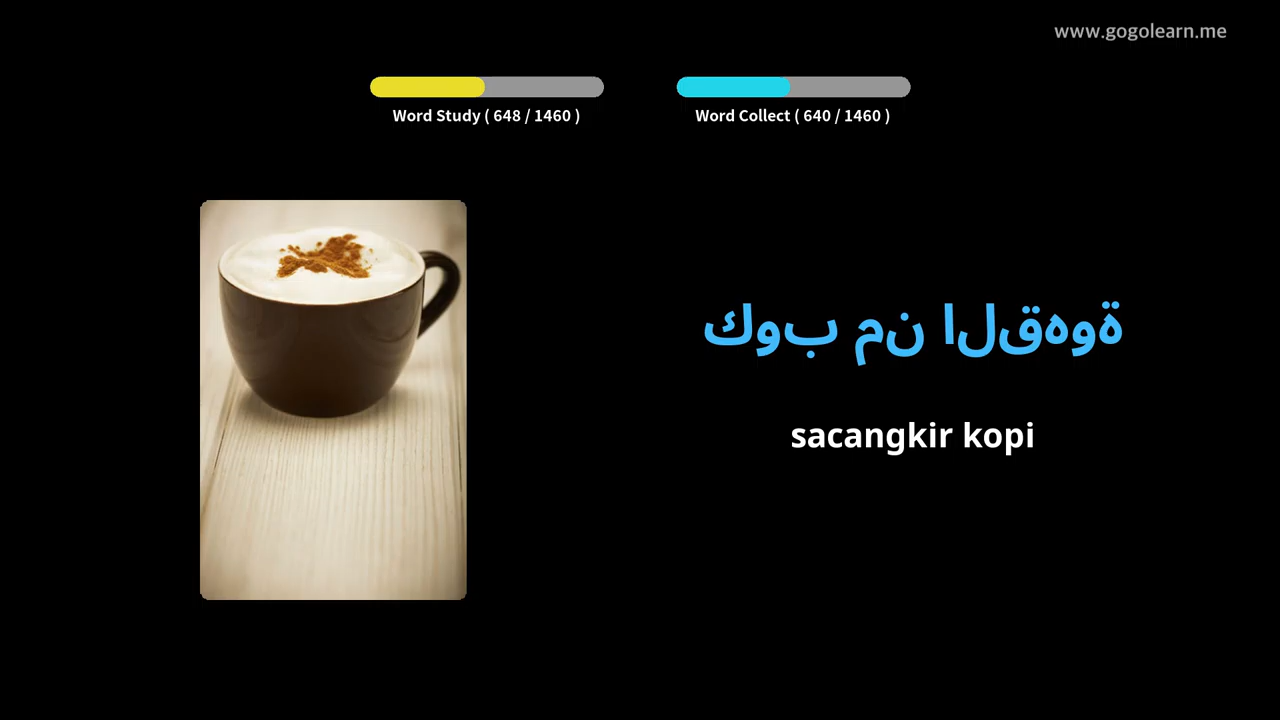 www.gogolearn.me
Word Study ( 648 / 1460 )
Word Collect ( 640 / 1460 )
كوب من القهوة
sacangkir kopi